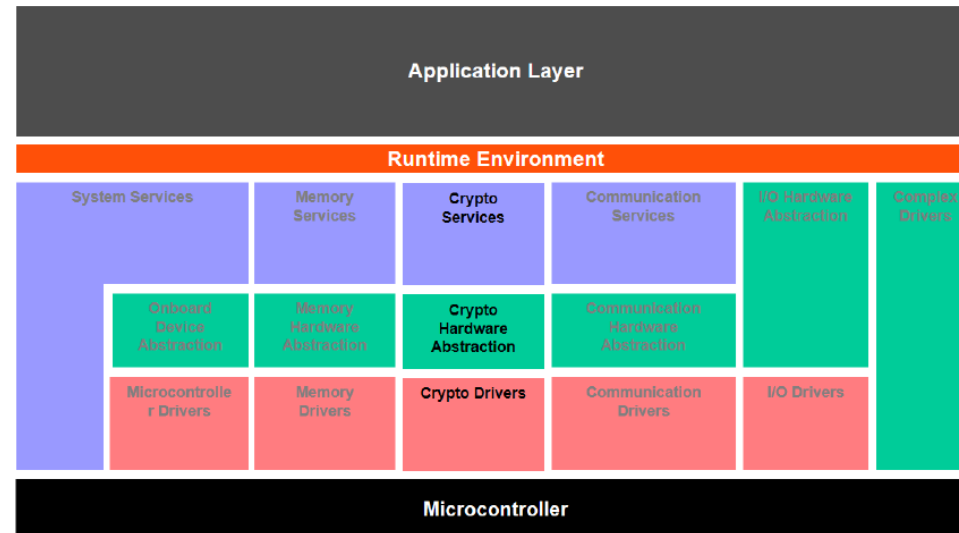 Application Layer
Runtime Environment
System Services
Memory
Services
Crypto
Services
Communication
Services
I/O Hardware
Abstraction
Complex
Drivers
Onboard
Device
Abstraction
Memory
Hardware
Abstraction
Crypto
Hardware
Abstraction
Communication
Hardware
Abstraction
Microcontrolle
r Drivers
Memory
Drivers
Crypto Drivers
Communication
Drivers
I/O Drivers
Microcontroller